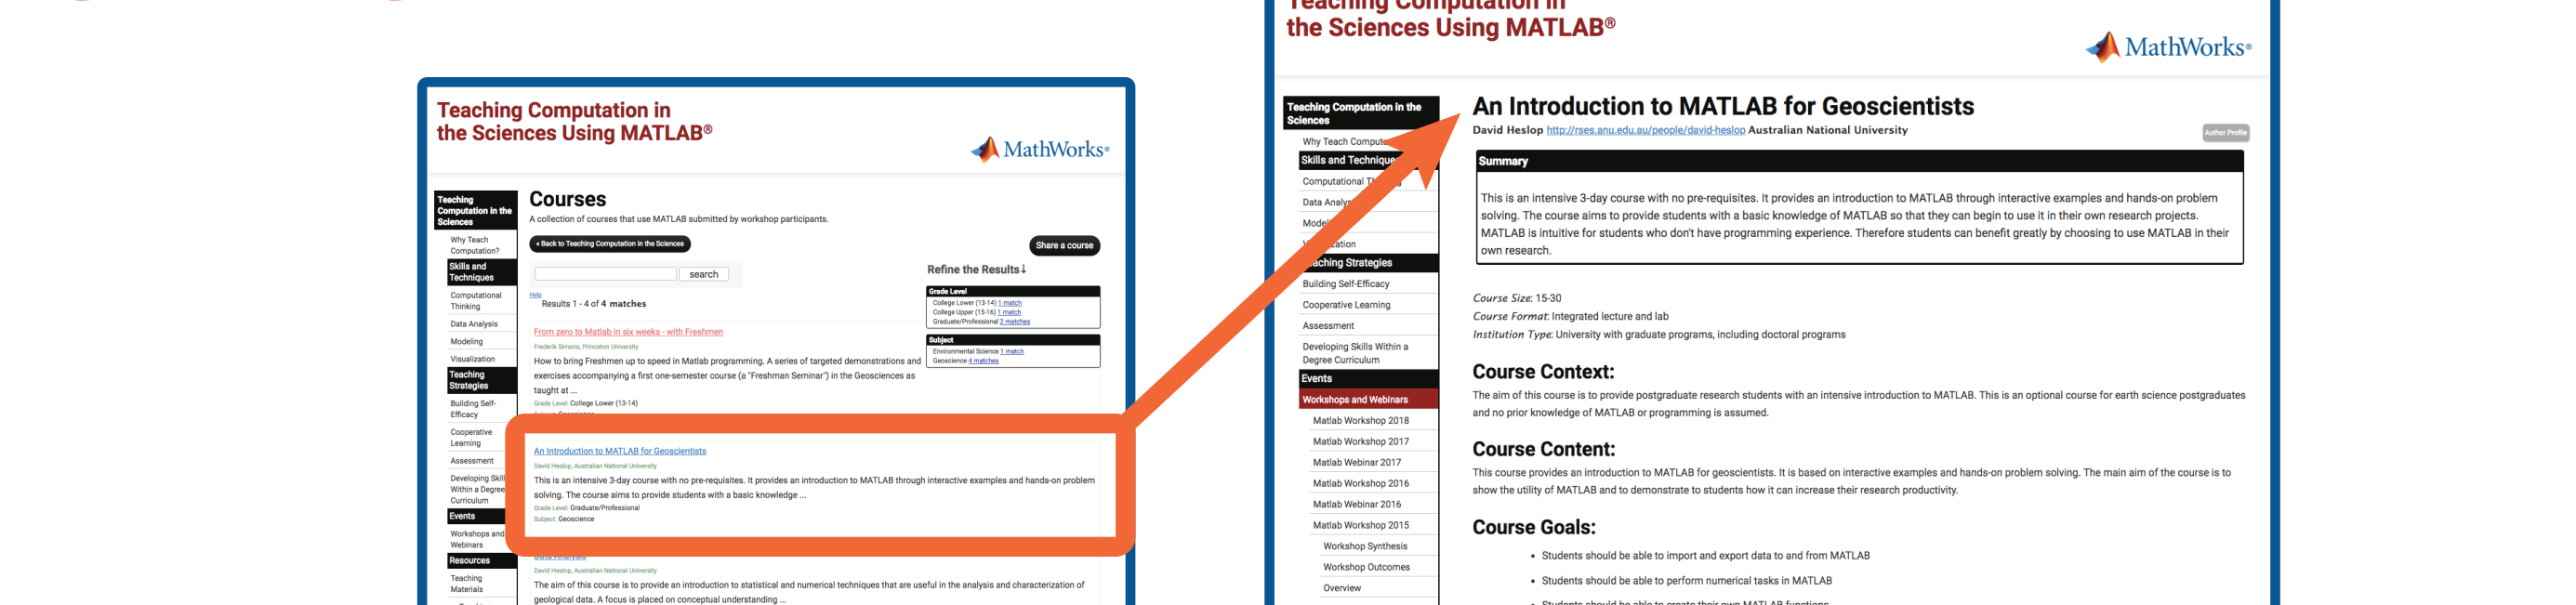 Teaching Computation in
the Sciences Using MATLAB®
MathWorks®
Teaching
Computation in the
Sciences
Why Teach
Computation?
Skills and
Techniques
Computational
Thinking
Data Analysis
Modeling
Visualization
Teaching
Strategies
Building Self-
Efficacy
Cooperative
Learning
Assessment
Developing Skill
Within a Degree
Curriculum
Events
Workshops and
Webinars
Resources
Teaching
Materials
Courses
A collection of courses that use MATLAB submitted by workshop participants.
Back to Teaching Computation in the Sciences
Share a course
search
Help
Results 1 - 4 of 4 matches
Refine the Results↓
Grade Level
College Lower (13-14) 1 match
College Upper (15-16) 1 match
Graduate/Professional 2 matches
Subject
Environmental Science 1 match
Geoscience 4 matches
From zero to Matlab in six weeks - with Freshmen
Frederik Simons, Princeton University
How to bring Freshmen up to speed in Matlab programming. A series of targeted demonstrations and
exercises accompanying a first one-semester course (a "Freshman Seminar") in the Geosciences as
taught at ...
Grade Level: College Lower (13-14)
An Introduction to MATLAB for Geoscientists
David Heslop, Australian National University
This is an intensive 3-day course with no pre-requisites. It provides an introduction to MATLAB through interactive examples and hands-on problem
solving. The course aims to provide students with a basic knowledge ...
Grade Level: Graduate/Professional
Subject: Geoscience
Data Analysis
David Heslop, Australian National University
The aim of this course is to provide an introduction to statistical and numerical techniques that are useful in the analysis and characterization of
geological data. A focus is placed on conceptual understanding ...
Teaching Computation in
the Sciences Using MATLAB®
MathWorks®
Teaching Computation in the
Sciences
Why Teach
Skills and Technique
Computational
Data Analys
Model
Teaching Strategies
Building Self-Efficacy
Cooperative Learning
Assessment
Developing Skills Within a
Degree Curriculum
Events
Workshops and Webinars
Matlab Workshop 2018
Matlab Workshop 2017
Matlab Webinar 2017
Matlab Workshop 2016
Matlab Webinar 2016
Matlab Workshop 2015
Workshop Synthesis
Workshop Outcomes
Overview
An Introduction to MATLAB for Geoscientists
David Heslop http://rses.anu.edu.au/people/david-heslop Australian National University
Author Profile
Summary
This is an intensive 3-day course with no pre-requisites. It provides an introduction to MATLAB through interactive examples and hands-on problem
solving. The course aims to provide students with a basic knowledge of MATLAB so that they can begin to use it in their own research projects.
MATLAB is intuitive for students who don't have programming experience. Therefore students can benefit greatly by choosing to use MATLAB in their
own research.
Course Size: 15-30
Course Format: Integrated lecture and lab
Institution Type: University with graduate programs, including doctoral programs
Course Context:
The aim of this course is to provide postgraduate research students with an intensive introduction to MATLAB. This is an optional course for earth science postgraduates
and no prior knowledge of MATLAB or programming is assumed.
Course Content:
This course provides an introduction to MATLAB for geoscientists. It is based on interactive examples and hands-on problem solving. The main aim of the course is to
show the utility of MATLAB and to demonstrate to students how it can increase their research productivity.
Course Goals:
• Students should be able to import and export data to and from MATLAB
• Students should be able to perform numerical tasks in MATLAB
• Students should be able to create their own MATLAB functions